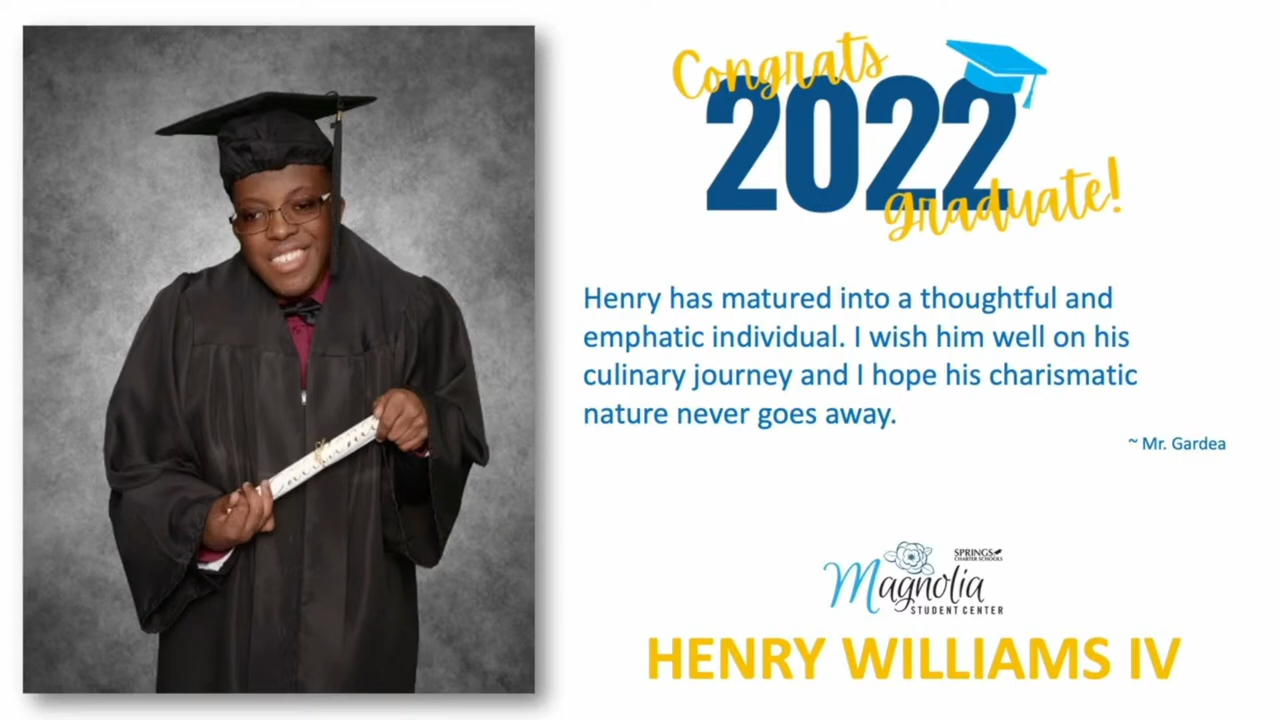 Congrats
2022
graduate!
Henry has matured into a thoughtful and
emphatic individual. I wish him well on his
culinary journey and I hope his charismatic
nature never goes away.
~ Mr. Gardea
SPRINGS
CHARTER SCHOOLS
Magnolia
STUDENT CENTER
HENRY WILLIAMS IV